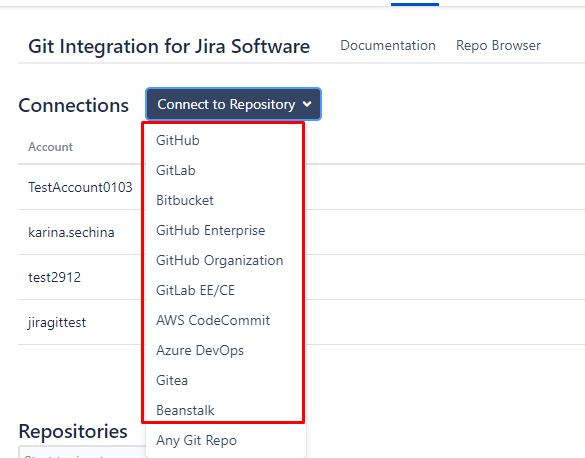 Git Integration for Jira Software Documentation Repo Browser
Connections Connect to Repository
Account
GitHub
GitLab
TestAccount0103
Bitbucket
karina.sechina
GitHub Enterprise
GitHub Organization
test2912
GitLab EE/CE
jiragittest
AWS CodeCommit
Azure DevOps
Gitea
Beanstalk
Repositories
Any Git Repo